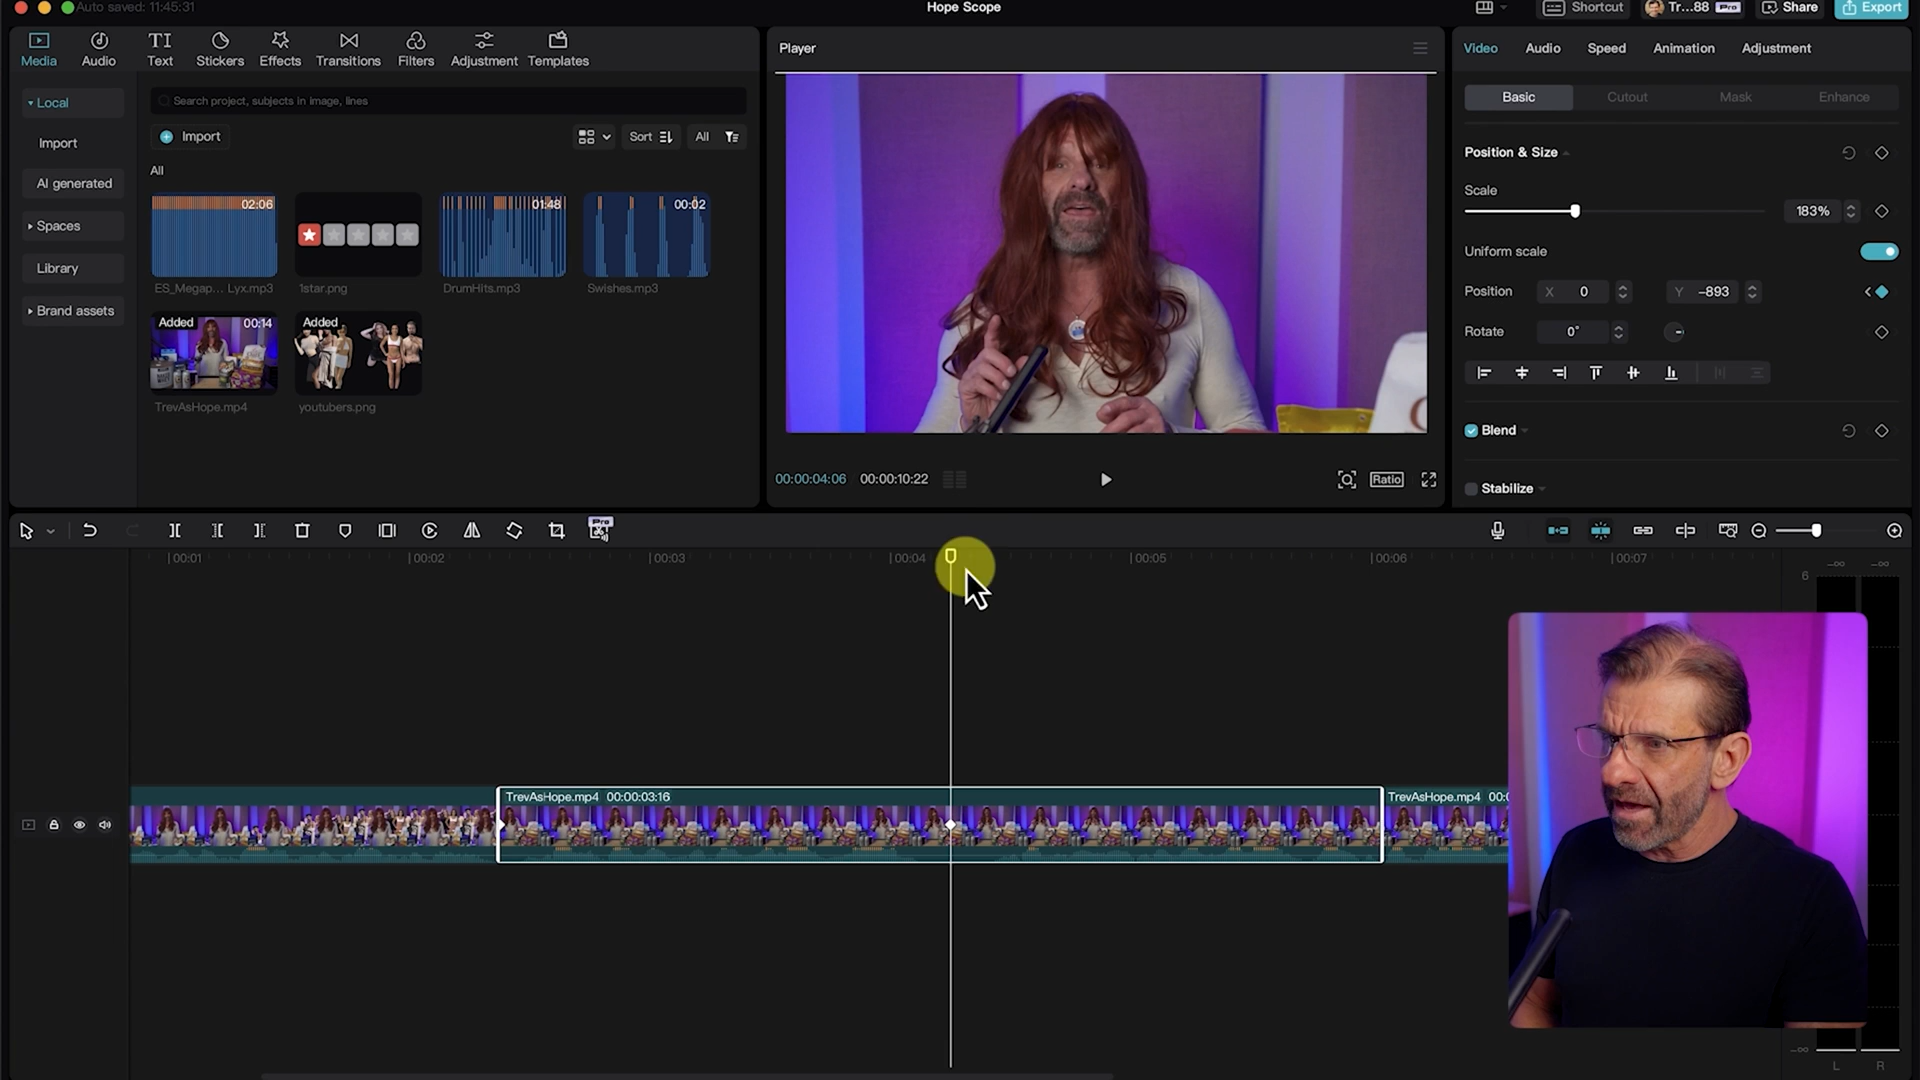 Auto saved: 11:45:31
Hope Scope
Shortcut
Tr...88 Pro
Share
Export
Media
Audio
TI
Text
Stickers
Effects
Transitions
Filters
Adjustment
Templates
Local
Import
AI generated
Spaces
Library
Brand assets
Search project, subjects in image, lines
Import
Sort
All
All
02:06
ES_Megap... Lyx.mp3
1star.png
01:48
DrumHits.mp3
00:02
Swishes.mp3
Added
00:14
TrevAsHope.mp4
Added
youtubers.png
Player
00:00:04:06
00:00:10:22
Ratio
Video
Audio
Speed
Animation
Adjustment
Basic
Cutout
Mask
Enhance
Position & Size
Scale
183%
Uniform scale
Position
X 0
Y -893
Rotate
0°
Blend
Stabilize
Pro
00:01
00:02
00:03
00:04
00:05
00:06
00:07
TrevAsHope.mp4 00:00:03:16
TrevAsHope.mp4 00:0
6
-∞
-∞
-∞
L
R